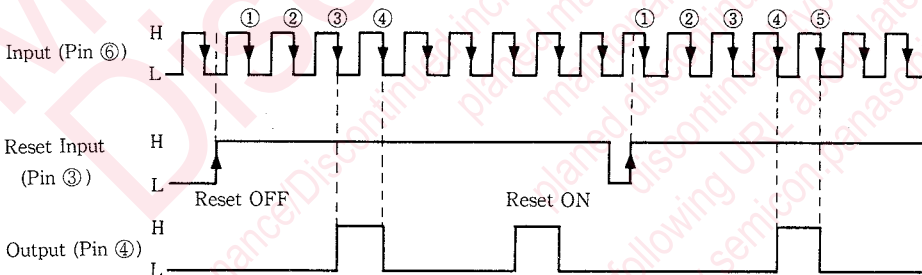 ① ② ③ ④ ① ② ③ ④ ⑤
H
Input (Pin ⑥)
L
H
Reset Input
(Pin ③)
L
Reset OFF Reset ON
H
Output (Pin ④)
L